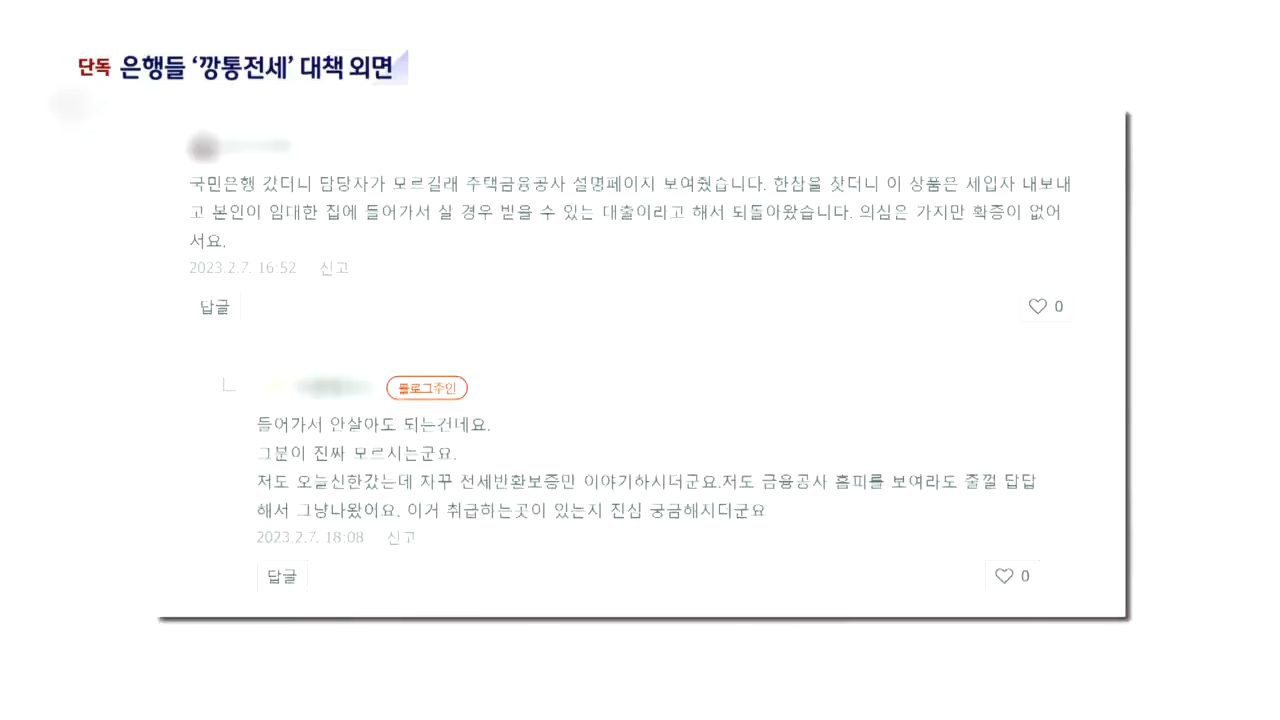 단독 은행들 ‘깡통전세’ 대책 외면
국민은행 갔더니 담당자가 모르길래 주택금융공사 설명페이지 보여줬습니다. 한참을 찾더니 이 상품은 세입자 내보내
고 본인이 임대한 집에 들어가서 살 경우 받을 수 있는 대출이라고 해서 되돌아왔습니다. 의심은 가지만 확증이 없어
서요.
2023.2.7. 16:52 신고
답글
0
블로그주인
들어가서 안살아도 되는건데요.
그분이 진짜 모르시는군요.
저도 오늘신한갔는데 자꾸 전세반환보증만 이야기하시더군요.저도 금융공사 홈피를 보여라도 줄껄 답답
해서 그냥나왔어요. 이거 취급하는곳이 있는지 진심 궁금해지더군요
2023.2.7. 18:08 신고
답글
0